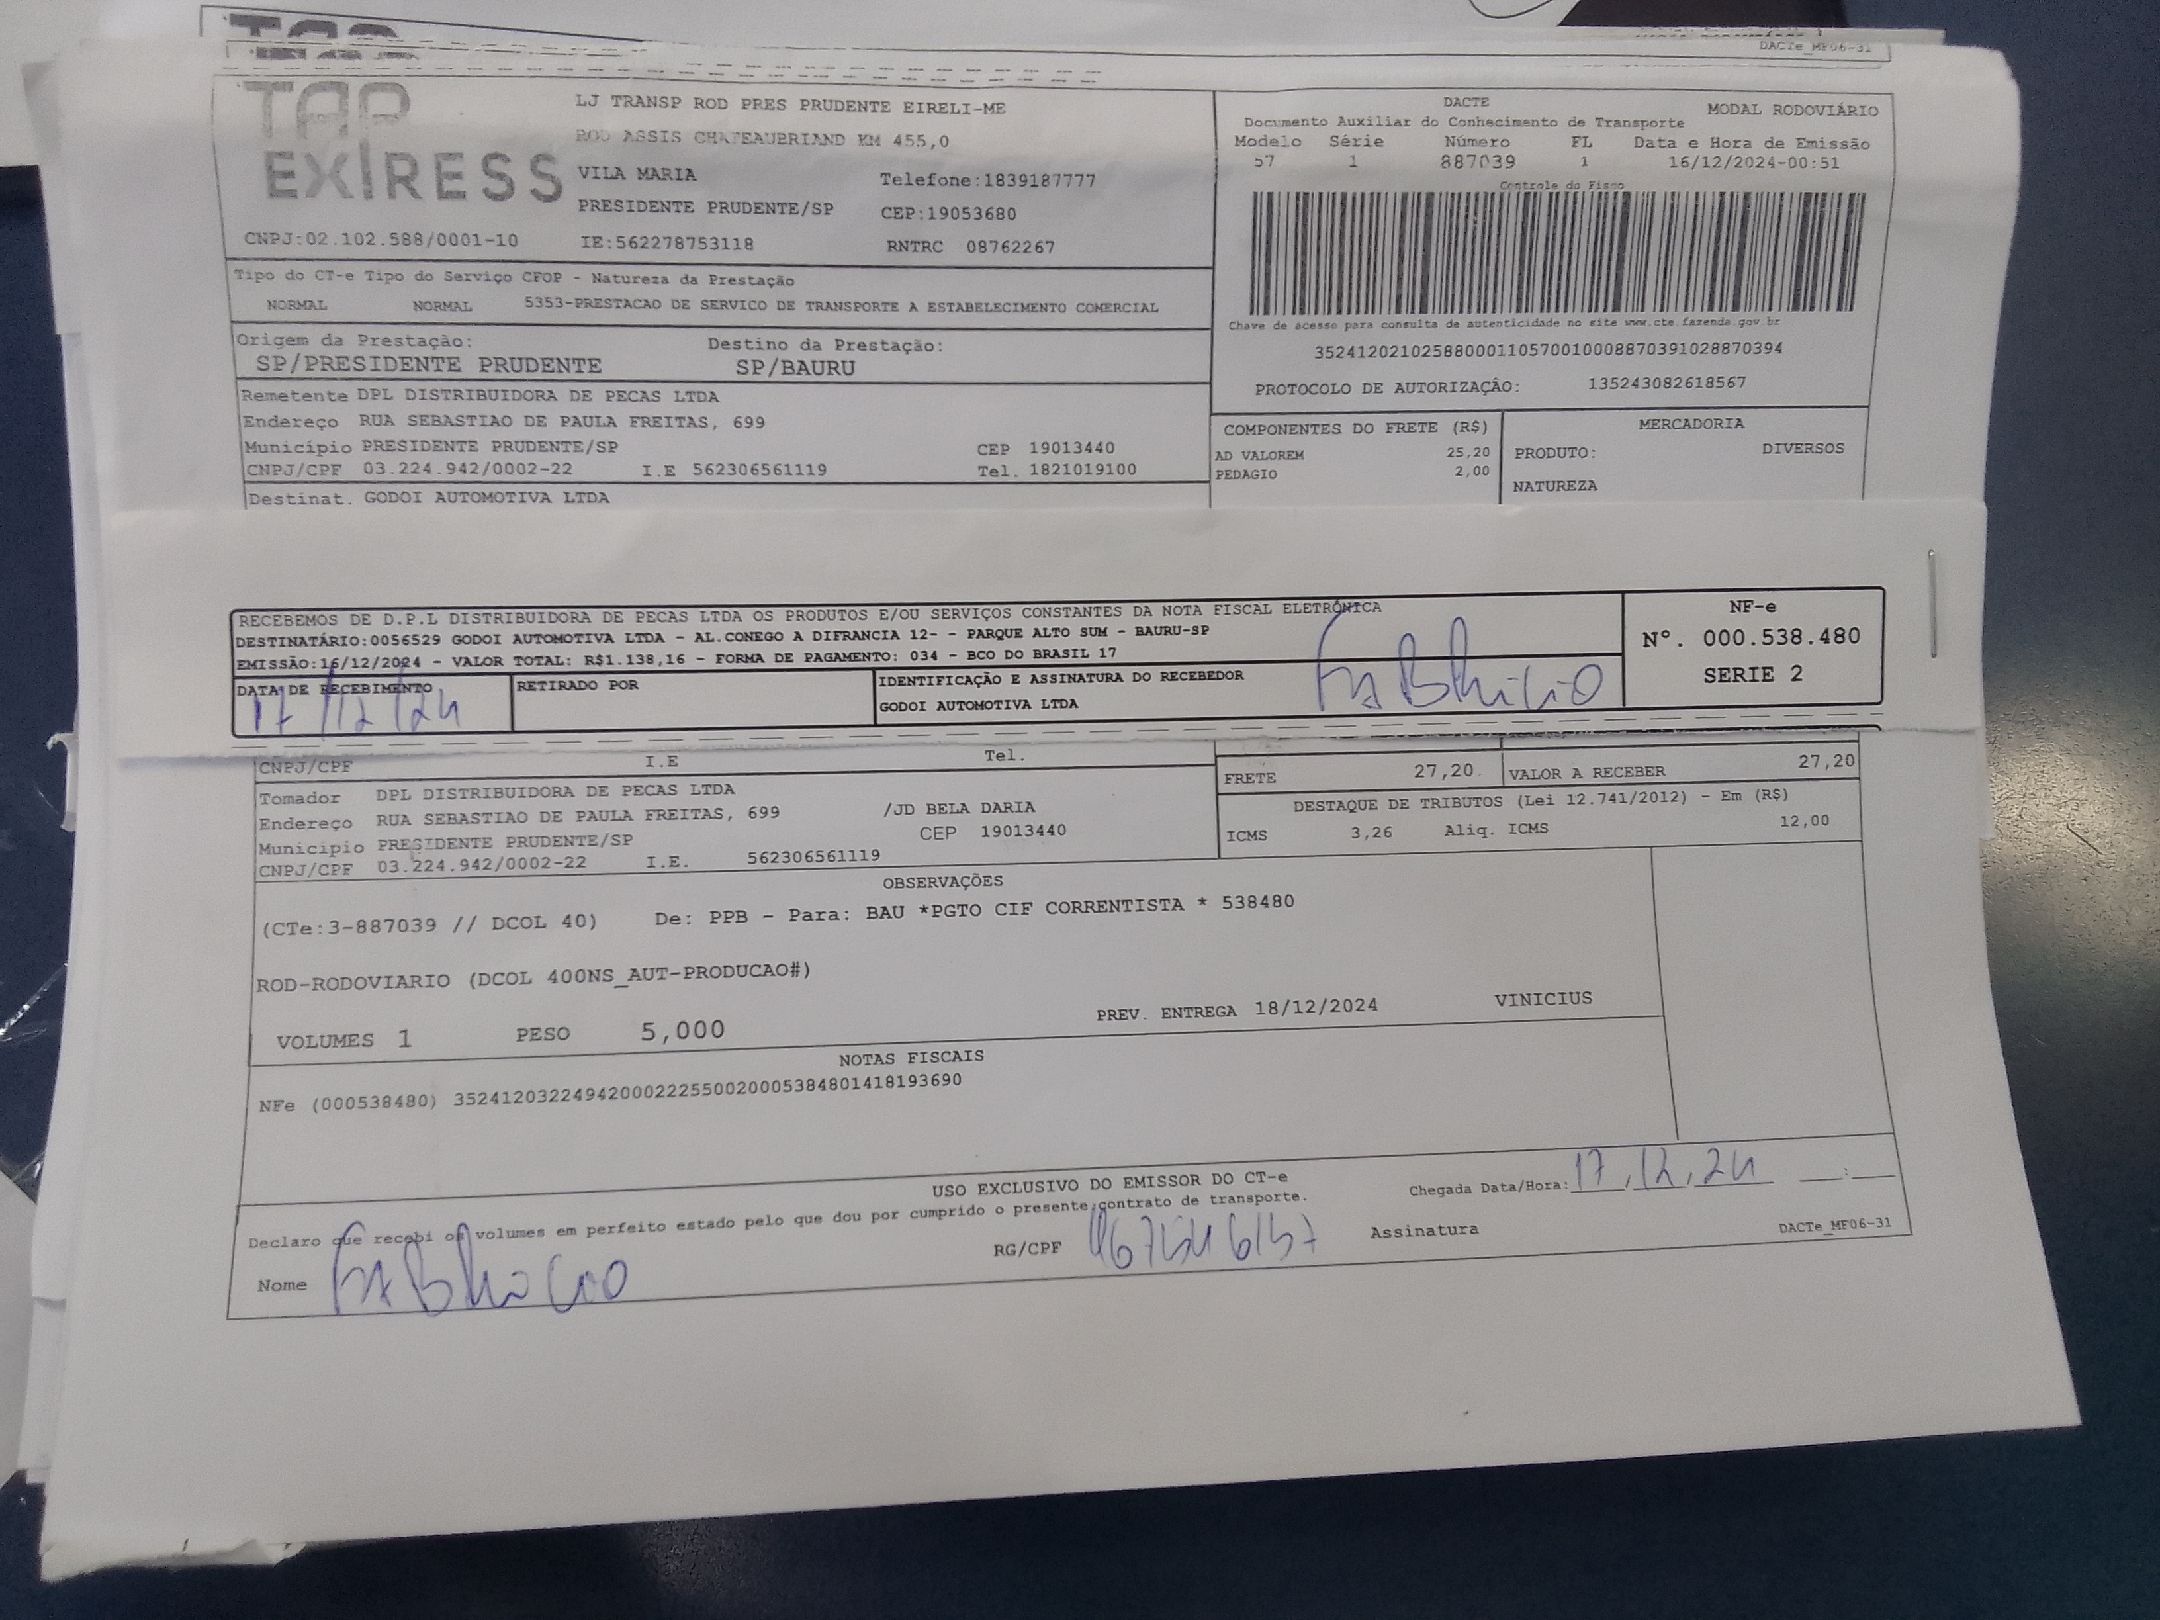 DACTe_MF06-31
TAP
EXPRESS
LJ TRANSP ROD PRES PRUDENTE EIRELI-ME
ROD ASSIS CHATEAUBRIAND KM 455,0
VILA MARIA Telefone:1839187777
PRESIDENTE PRUDENTE/SP CEP:19053680
CNPJ:02.102.588/0001-10 IE:562278753118 RNTRC 08762267
DACTE MODAL RODOVIÁRIO
Documento Auxiliar do Conhecimento de Transporte
Modelo Série Número FL Data e Hora de Emissão
57 1 887039 1 16/12/2024-00:51
Controle do Fisco
Chave de acesso para consulta de autenticidade no site www.cte.fazenda.gov.br
35241202102588000110570010008870391028870394
PROTOCOLO DE AUTORIZAÇÃO: 135243082618567
Tipo do CT-e Tipo do Serviço CFOP - Natureza da Prestação
NORMAL NORMAL 5353-PRESTACAO DE SERVICO DE TRANSPORTE A ESTABELECIMENTO COMERCIAL
Origem da Prestação: Destino da Prestação:
SP/PRESIDENTE PRUDENTE SP/BAURU
Remetente DPL DISTRIBUIDORA DE PECAS LTDA
Endereço RUA SEBASTIAO DE PAULA FREITAS, 699
Município PRESIDENTE PRUDENTE/SP CEP 19013440
CNPJ/CPF 03.224.942/0002-22 I.E 562306561119 Tel. 1821019100
Destinat. GODOI AUTOMOTIVA LTDA
COMPONENTES DO FRETE (R$) MERCADORIA
AD VALOREM 25,20 PRODUTO: DIVERSOS
PEDAGIO 2,00
NATUREZA
RECEBEMOS DE D.P.L DISTRIBUIDORA DE PECAS LTDA OS PRODUTOS E/OU SERVIÇOS CONSTANTES DA NOTA FISCAL ELETRÔNICA
DESTINATÁRIO:0056529 GODOI AUTOMOTIVA LTDA - AL.CONEGO A DIFRANCIA 12- - PARQUE ALTO SUM - BAURU-SP
EMISSÃO:16/12/2024 - VALOR TOTAL: R$1.138,16 - FORMA DE PAGAMENTO: 034 - BCO DO BRASIL 17
NF-e
Nº. 000.538.480
SERIE 2
DATA DE RECEBIMENTO RETIRADO POR IDENTIFICAÇÃO E ASSINATURA DO RECEBEDOR
17/12/24 GODOI AUTOMOTIVA LTDA FABRICIO
CNPJ/CPF I.E Tel.
FRETE 27,20 VALOR A RECEBER 27,20
Tomador DPL DISTRIBUIDORA DE PECAS LTDA
Endereço RUA SEBASTIAO DE PAULA FREITAS, 699 /JD BELA DARIA
Municipio PRESIDENTE PRUDENTE/SP CEP 19013440
CNPJ/CPF 03.224.942/0002-22 I.E. 562306561119
DESTAQUE DE TRIBUTOS (Lei 12.741/2012) - Em (R$)
ICMS 3,26 Aliq. ICMS 12,00
OBSERVAÇÕES
(CTe:3-887039 // DCOL 40) De: PPB - Para: BAU *PGTO CIF CORRENTISTA * 538480
ROD-RODOVIARIO (DCOL 400NS_AUT-PRODUCAO#)
VOLUMES 1 PESO 5,000 PREV. ENTREGA 18/12/2024 VINICIUS
NOTAS FISCAIS
NFe (000538480) 35241203224942000222550020005384801418193690
USO EXCLUSIVO DO EMISSOR DO CT-e
Declaro que recebi os volumes em perfeito estado pelo que dou por cumprido o presente contrato de transporte.
Chegada Data/Hora: 17/12/24 __:__
Nome FABRICIO RG/CPF Assinatura
DACTe_MF06-31